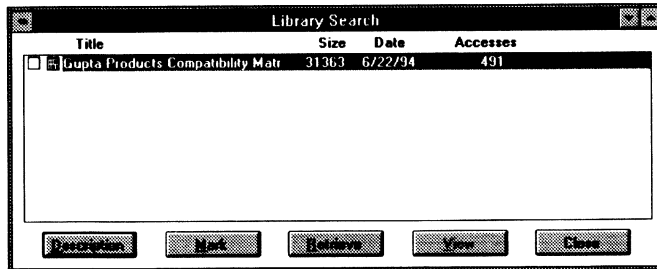 Library Search
Title Size Date Accesses
Gupta Products Compatibility Matr 31363 6/22/94 491
Description Mark Retrieve View Close